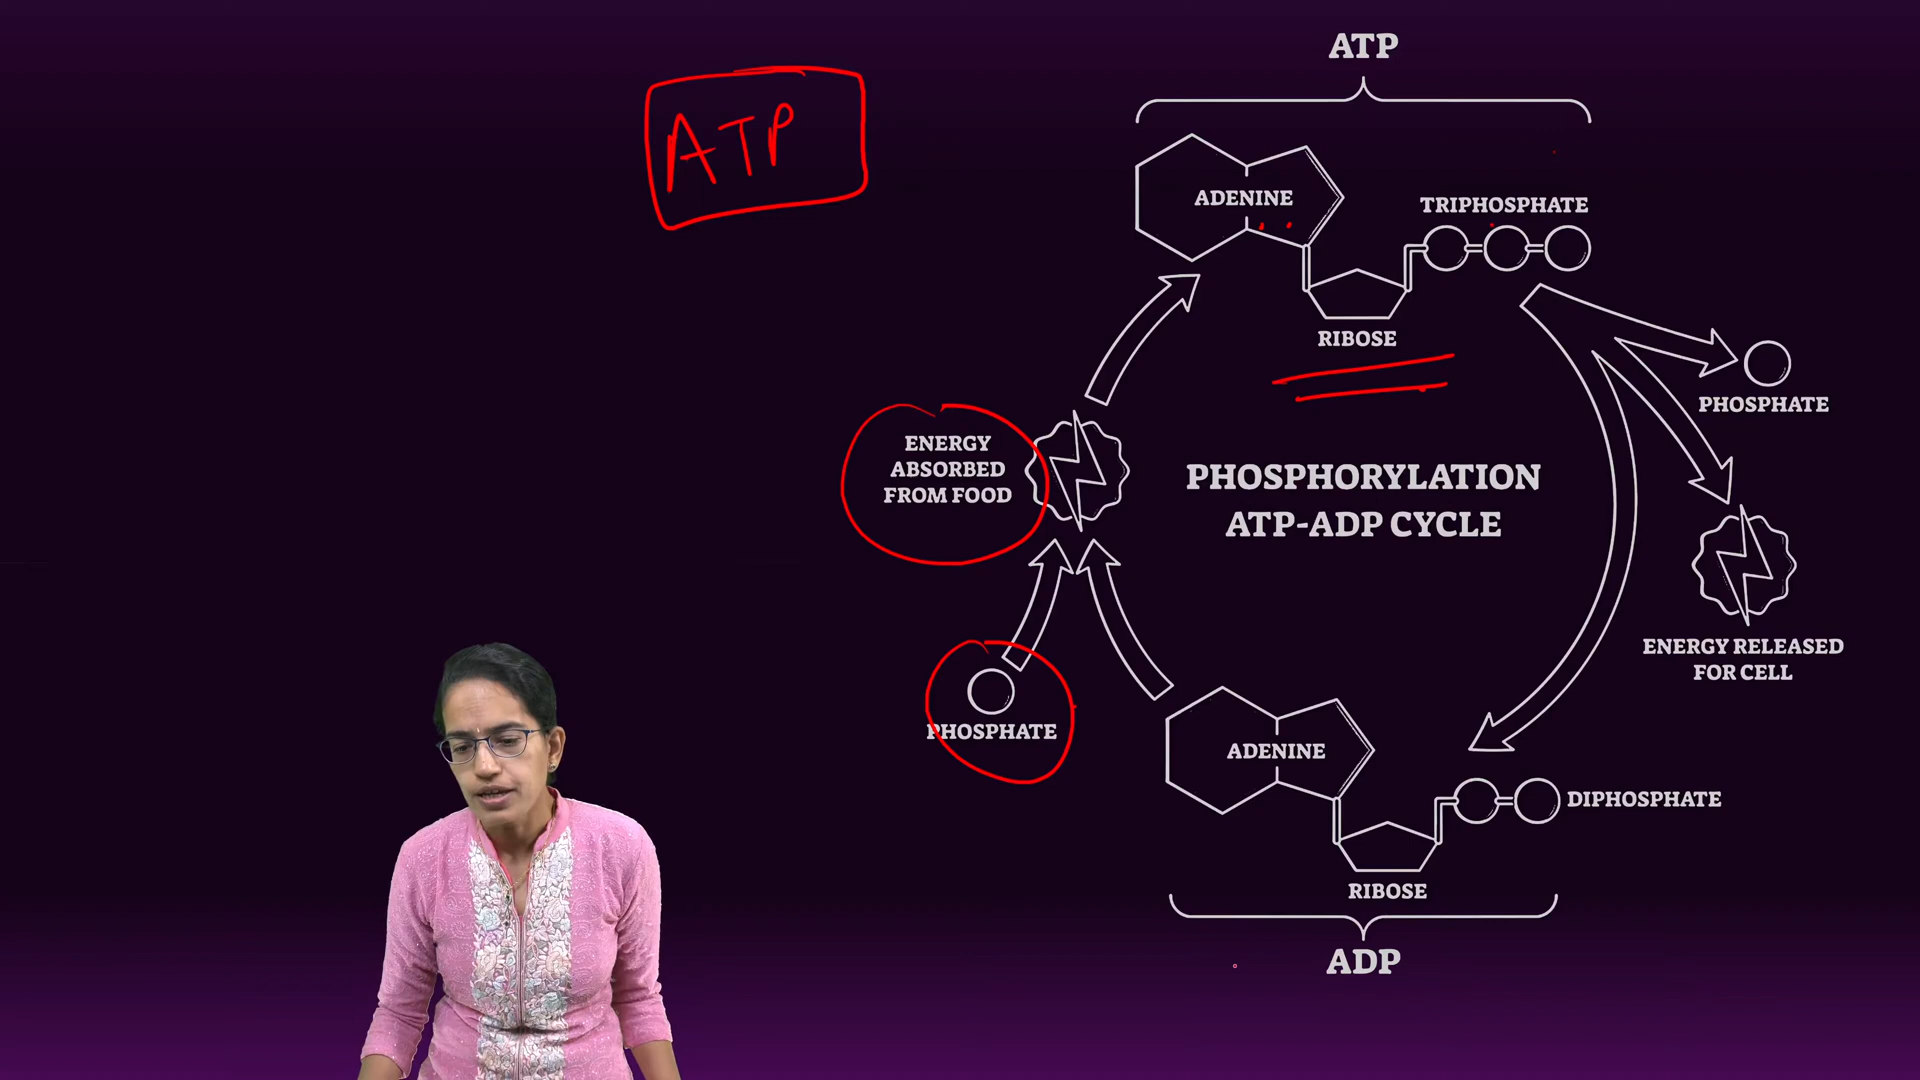 ATP
ATP
ADENINE
TRIPHOSPHATE
RIBOSE
PHOSPHATE
ENERGY
ABSORBED
FROM FOOD
PHOSPHORYLATION
ATP-ADP CYCLE
ENERGY RELEASED
FOR CELL
PHOSPHATE
ADENINE
DIPHOSPHATE
RIBOSE
ADP